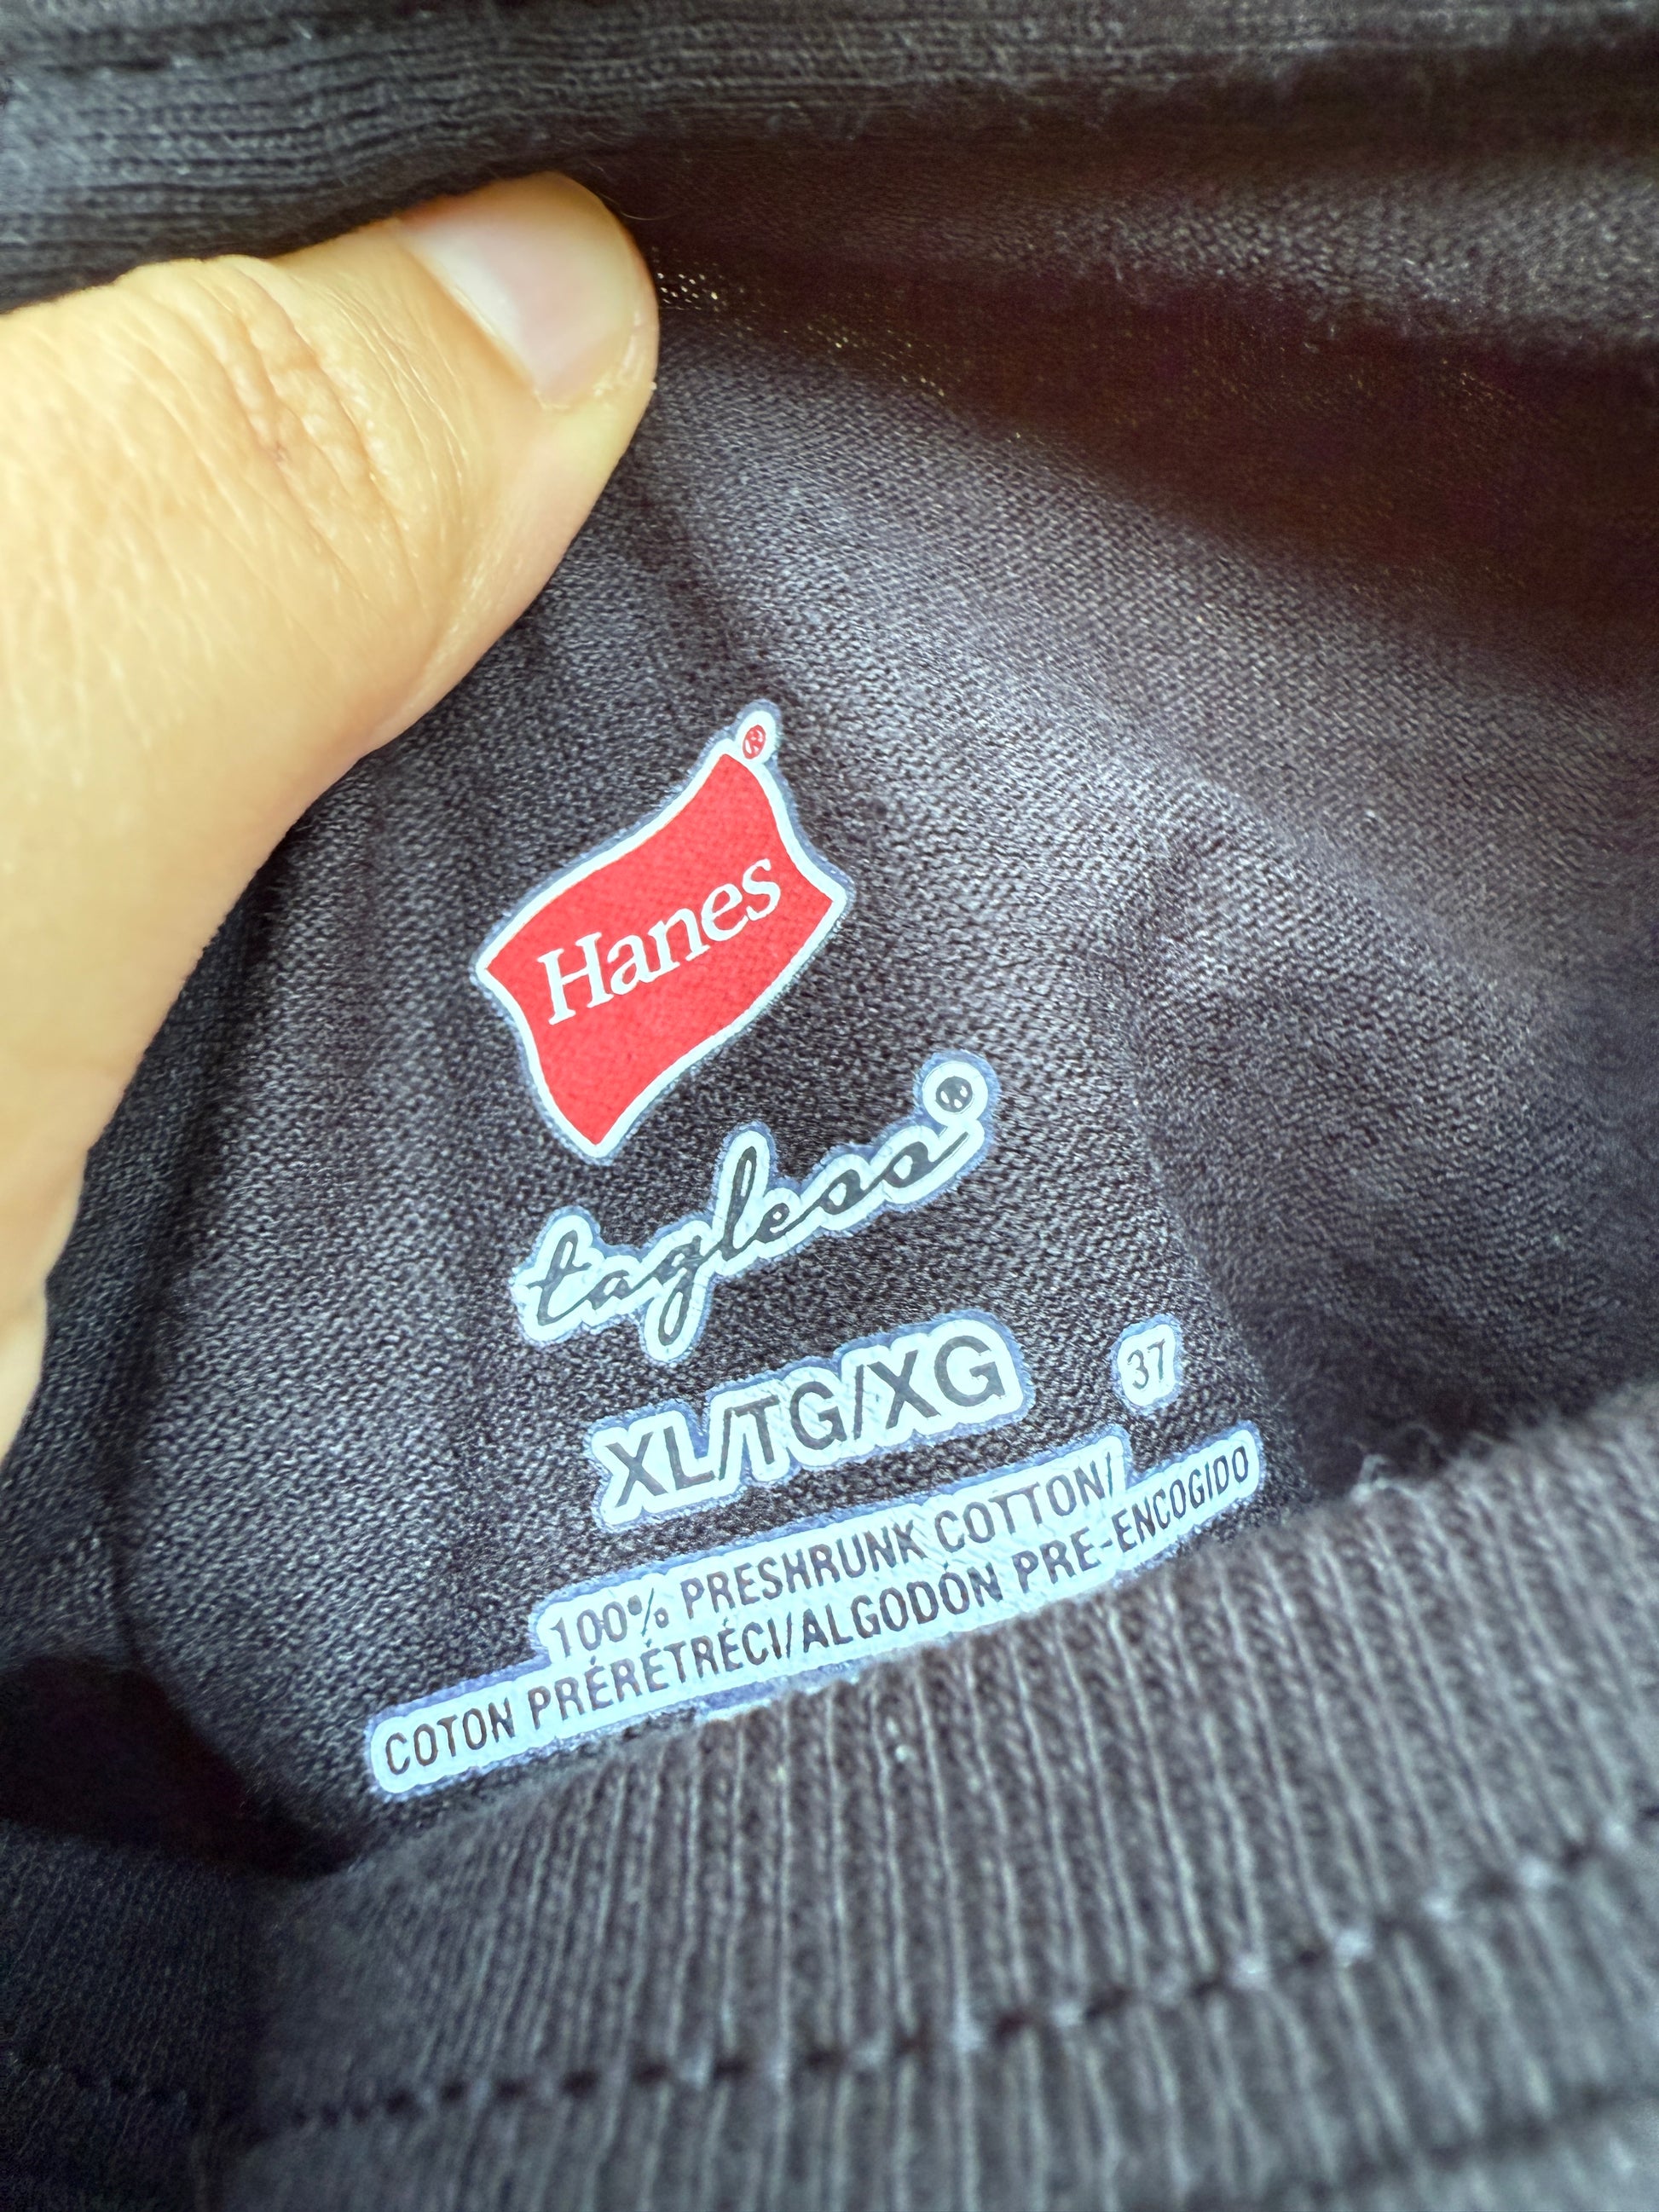 Hanes®
tagless®
XL/TG/XG 37
100% PRESHRUNK COTTON/
COTON PRÉRÉTRÉCI/ALGODÓN PRE-ENCOGIDO